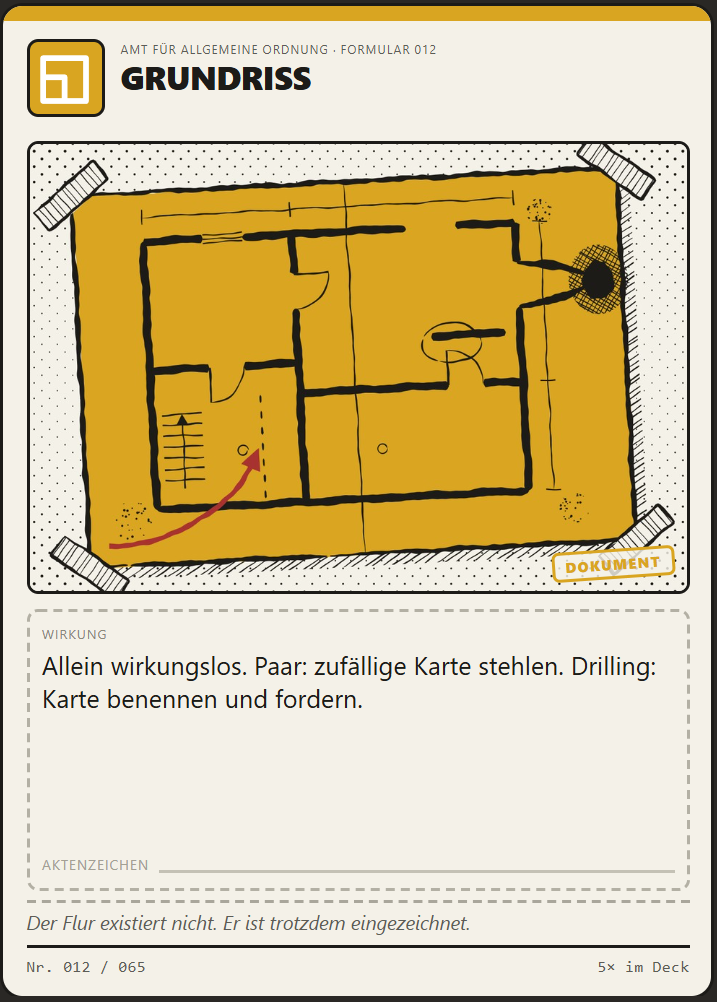 AMT FÜR ALLGEMEINE ORDNUNG · FORMULAR 012
GRUNDRISS
DOKUMENT
WIRKUNG
Allein wirkungslos. Paar: zufällige Karte stehlen. Drilling:
Karte benennen und fordern.
AKTENZEICHEN
Der Flur existiert nicht. Er ist trotzdem eingezeichnet.
Nr. 012 / 065
5× im Deck